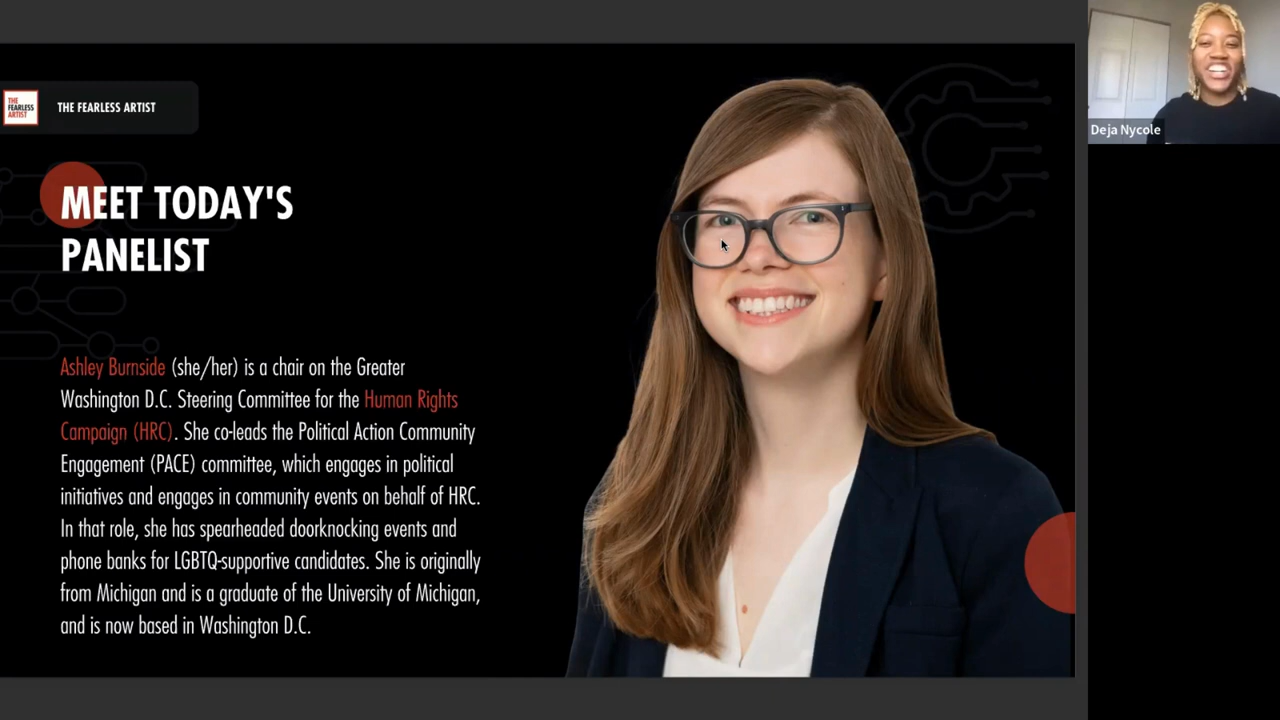 THE
FEARLESS
ARTIST
THE FEARLESS ARTIST
MEET TODAY'S
PANELIST
Ashley Burnside (she/her) is a chair on the Greater
Washington D.C. Steering Committee for the Human Rights
Campaign (HRC). She co-leads the Political Action Community
Engagement (PACE) committee, which engages in political
initiatives and engages in community events on behalf of HRC.
In that role, she has spearheaded doorknocking events and
phone banks for LGBTQ-supportive candidates. She is originally
from Michigan and is a graduate of the University of Michigan,
and is now based in Washington D.C.
Deja Nycole